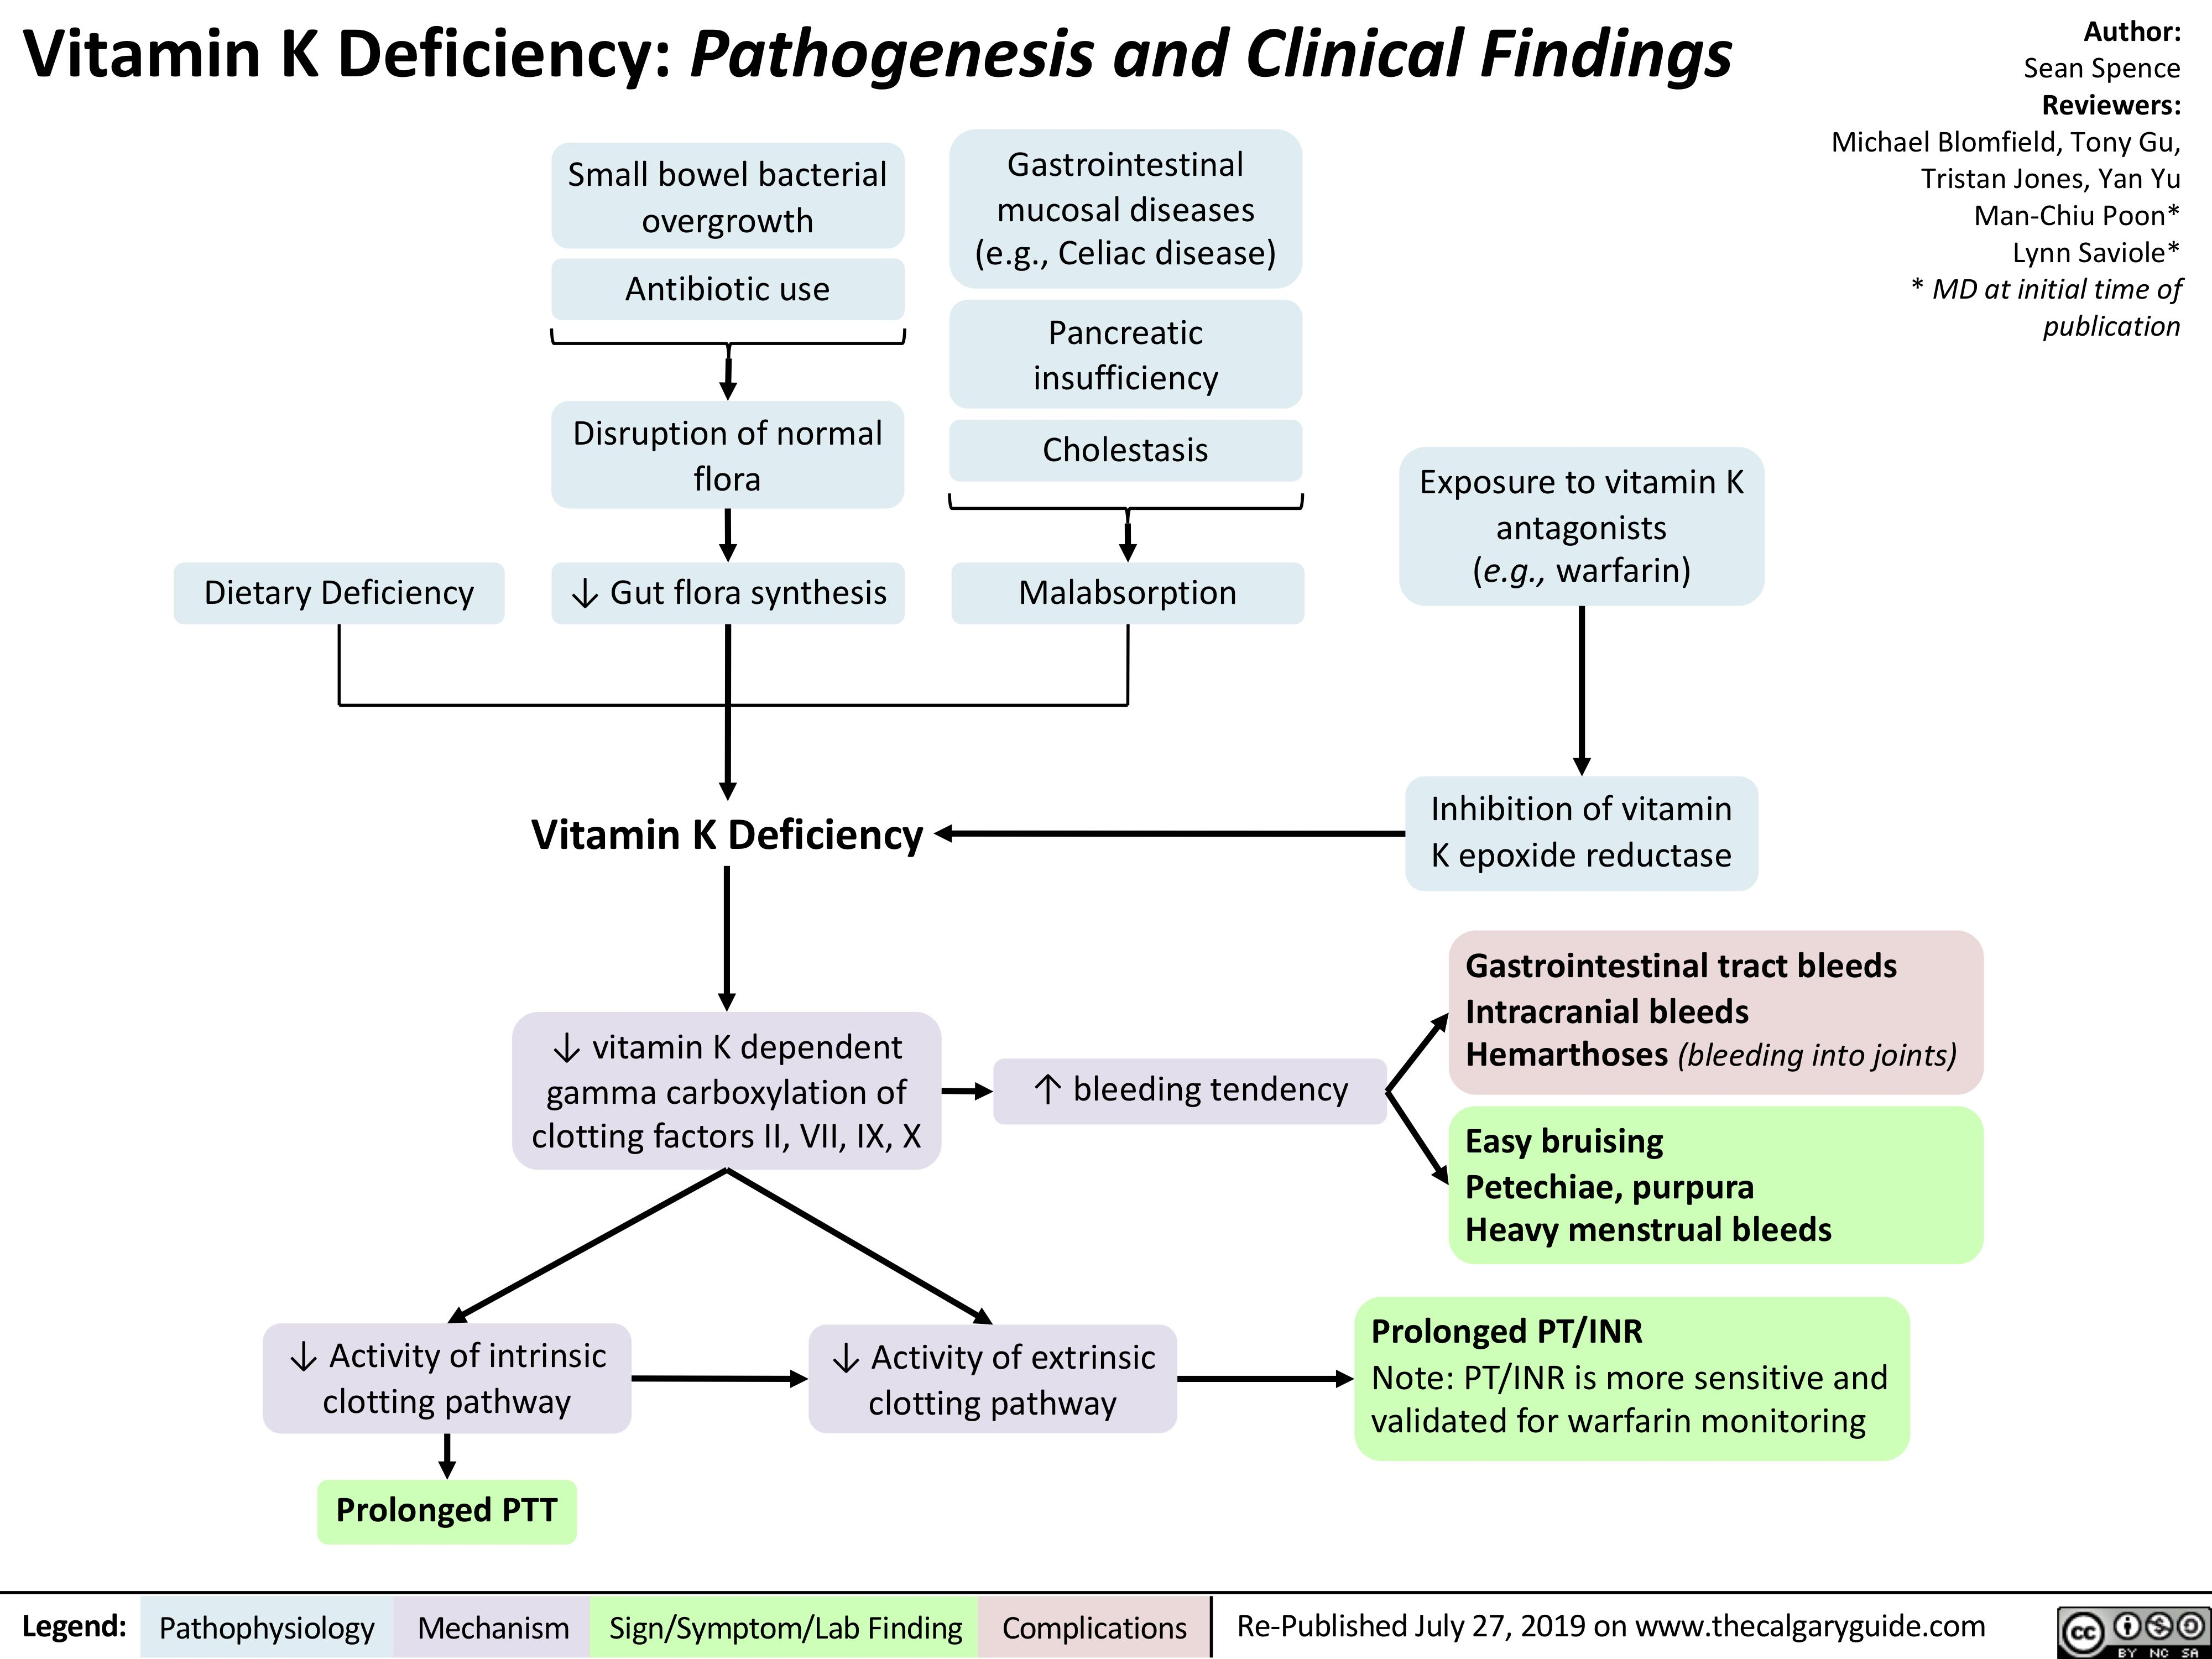 Vitamin K Deficiency: Pathogenesis and Clinical Findings
Author:
Sean Spence
Reviewers:
Michael Blomfield, Tony Gu,
Tristan Jones, Yan Yu
Man-Chiu Poon*
Lynn Saviole*
* MD at initial time of
publication
Small bowel bacterial
overgrowth
Antibiotic use
Disruption of normal
flora
Gastrointestinal
mucosal diseases
(e.g., Celiac disease)
Pancreatic
insufficiency
Cholestasis
Exposure to vitamin K
antagonists
(e.g., warfarin)
Dietary Deficiency
↓ Gut flora synthesis
Malabsorption
Vitamin K Deficiency
Inhibition of vitamin
K epoxide reductase
↓ vitamin K dependent
gamma carboxylation of
clotting factors II, VII, IX, X
↑ bleeding tendency
Gastrointestinal tract bleeds
Intracranial bleeds
Hemarthoses (bleeding into joints)
Easy bruising
Petechiae, purpura
Heavy menstrual bleeds
↓ Activity of intrinsic
clotting pathway
↓ Activity of extrinsic
clotting pathway
Prolonged PT/INR
Note: PT/INR is more sensitive and
validated for warfarin monitoring
Prolonged PTT
Legend: Pathophysiology Mechanism Sign/Symptom/Lab Finding Complications Re-Published July 27, 2019 on www.thecalgaryguide.com
cc BY NC SA